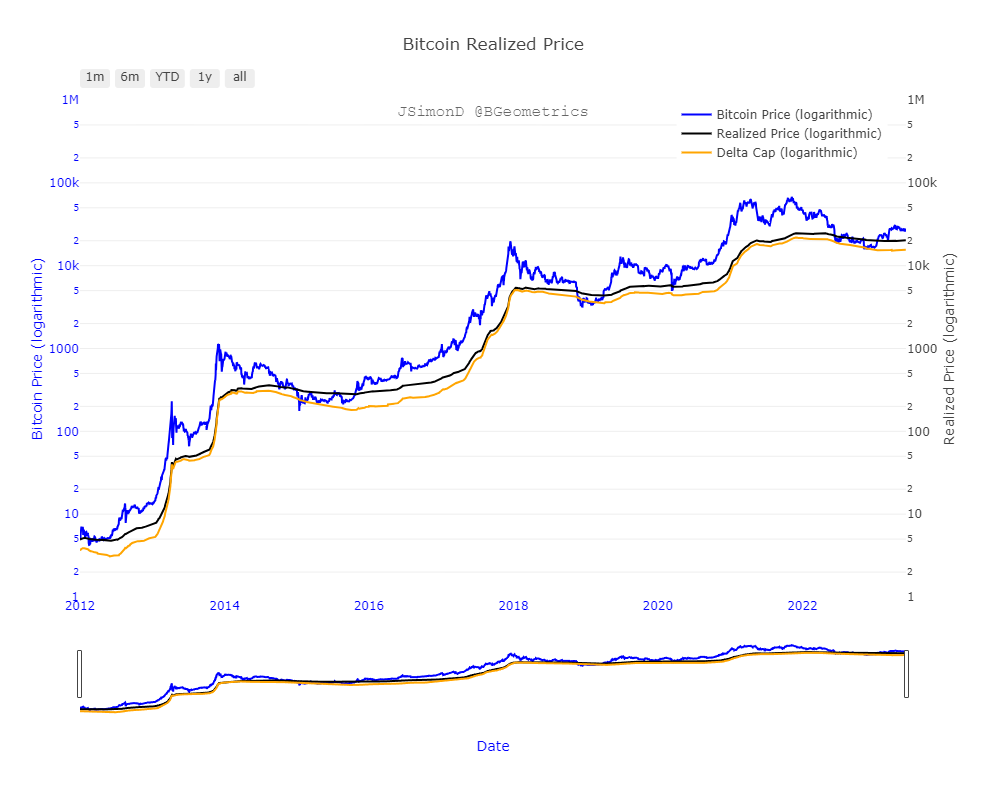 Bitcoin Realized Price
1m 6m YTD 1y all
JSimonD @BGeometrics
Bitcoin Price (logarithmic)
Realized Price (logarithmic)
Delta Cap (logarithmic)
1M
5
2
100k
5
2
10k
5
2
1000
5
2
100
5
2
10
5
2
1
Bitcoin Price (logarithmic)
1M
5
2
100k
5
2
10k
5
2
1000
5
2
100
5
2
10
5
2
1
Realized Price (logarithmic)
2012 2014 2016 2018 2020 2022
Date